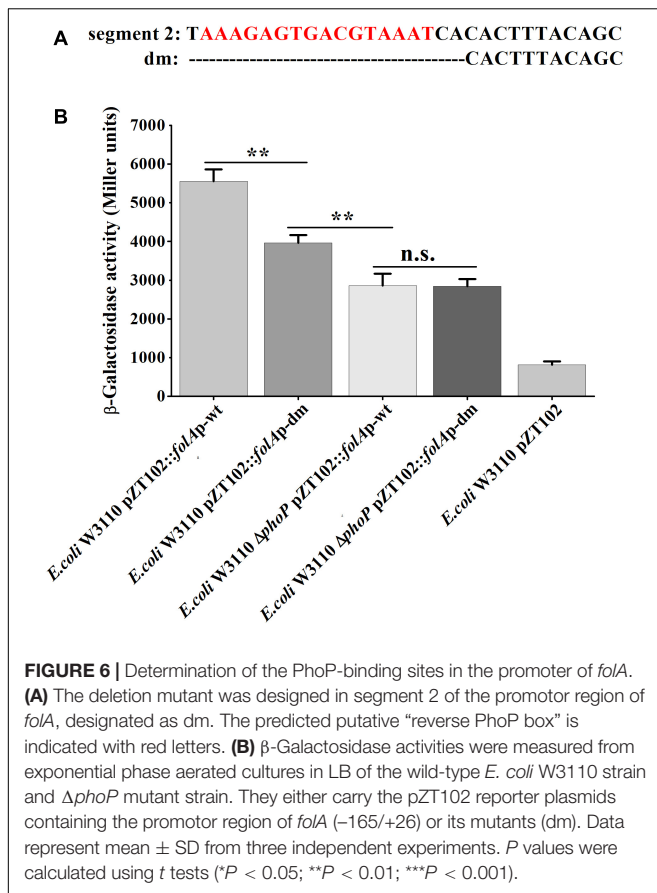 A
segment 2: TAAAGAGTGACGTAAATCACACTTTACAGC
dm: ----------------------------------------CACTTTACAGC
B
β-Galactosidase activity (Miller units)
7000
6000
5000
4000
3000
2000
1000
0
**
**
n.s.
E.coli W3110 pZT102::folAp-wt
E.coli W3110 pZT102::folAp-dm
E.coli W3110 ΔphoP pZT102::folAp-wt
E.coli W3110 ΔphoP pZT102::folAp-dm
E.coli W3110 pZT102
FIGURE 6 | Determination of the PhoP-binding sites in the promoter of folA.
(A) The deletion mutant was designed in segment 2 of the promotor region of
folA, designated as dm. The predicted putative “reverse PhoP box” is
indicated with red letters. (B) β-Galactosidase activities were measured from
exponential phase aerated cultures in LB of the wild-type E. coli W3110 strain
and ΔphoP mutant strain. They either carry the pZT102 reporter plasmids
containing the promotor region of folA (–165/+26) or its mutants (dm). Data
represent mean ± SD from three independent experiments. P values were
calculated using t tests (*P < 0.05; **P < 0.01; ***P < 0.001).